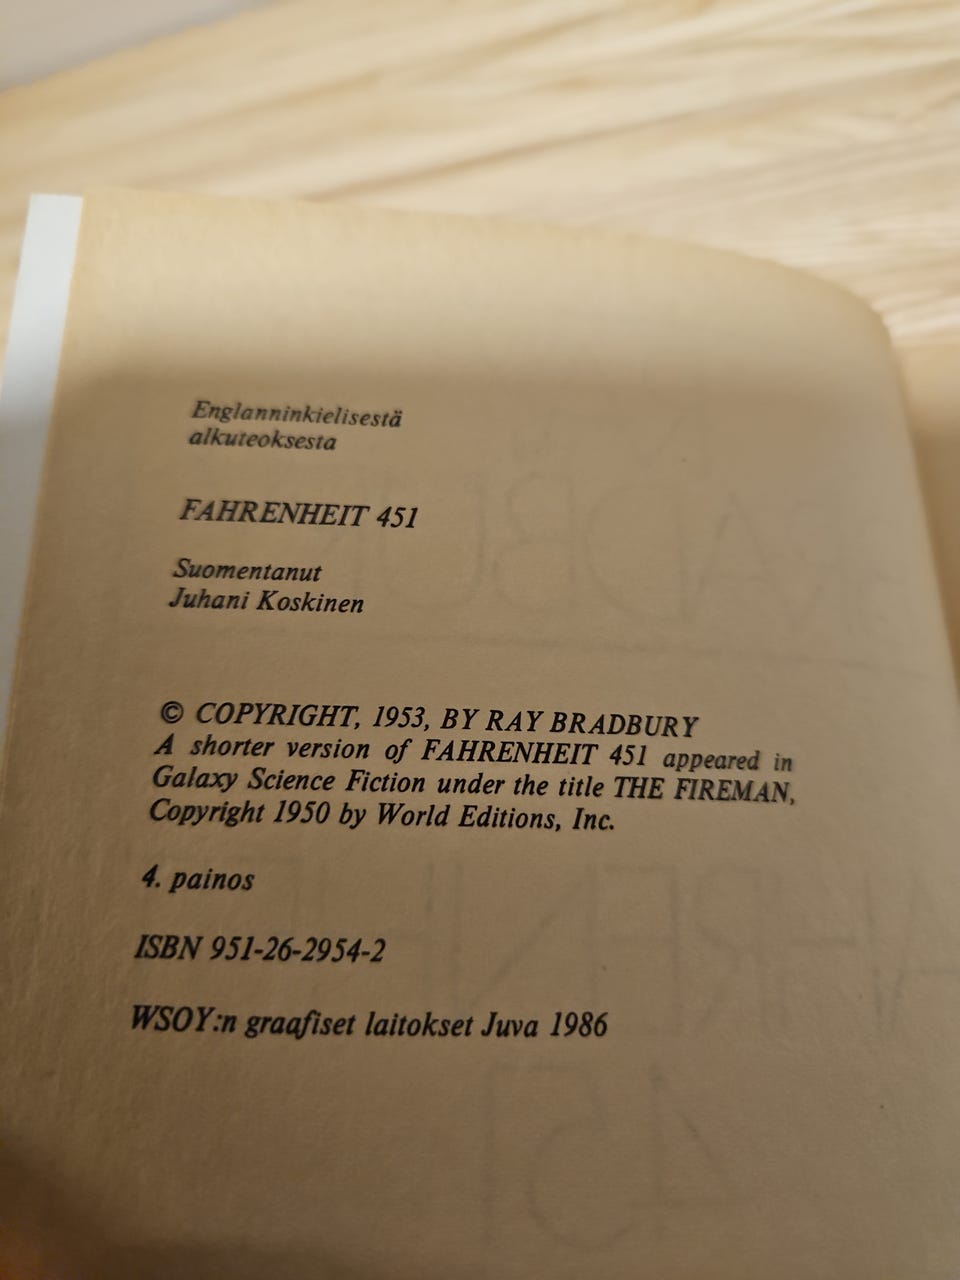 Englanninkielisestä
alkuteoksesta
FAHRENHEIT 451
Suomentanut
Juhani Koskinen
© COPYRIGHT, 1953, BY RAY BRADBURY
A shorter version of FAHRENHEIT 451 appeared in
Galaxy Science Fiction under the title THE FIREMAN,
Copyright 1950 by World Editions, Inc.
4. painos
ISBN 951-26-2954-2
WSOY:n graafiset laitokset Juva 1986